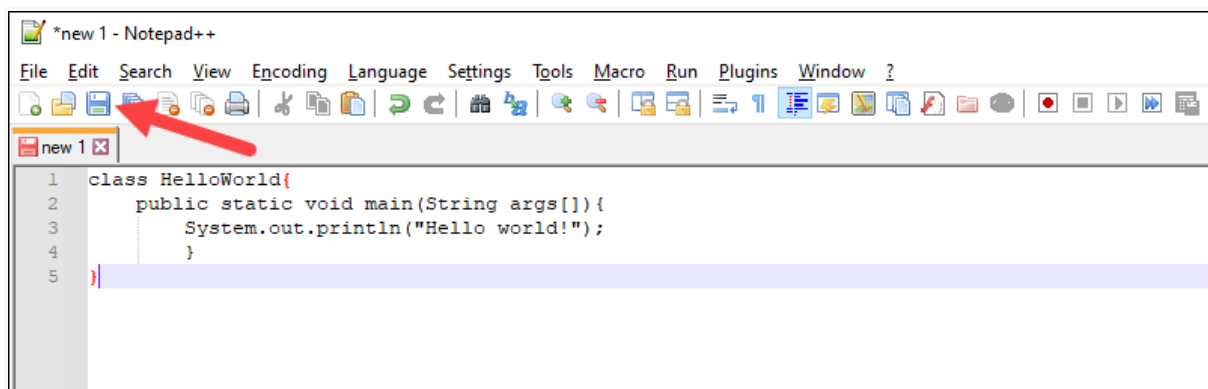 *new 1 - Notepad++
File Edit Search View Encoding Language Settings Tools Macro Run Plugins Window ?
new 1
1 class HelloWorld{
2 public static void main(String args[]){
3 System.out.println("Hello world!");
4 }
5 }